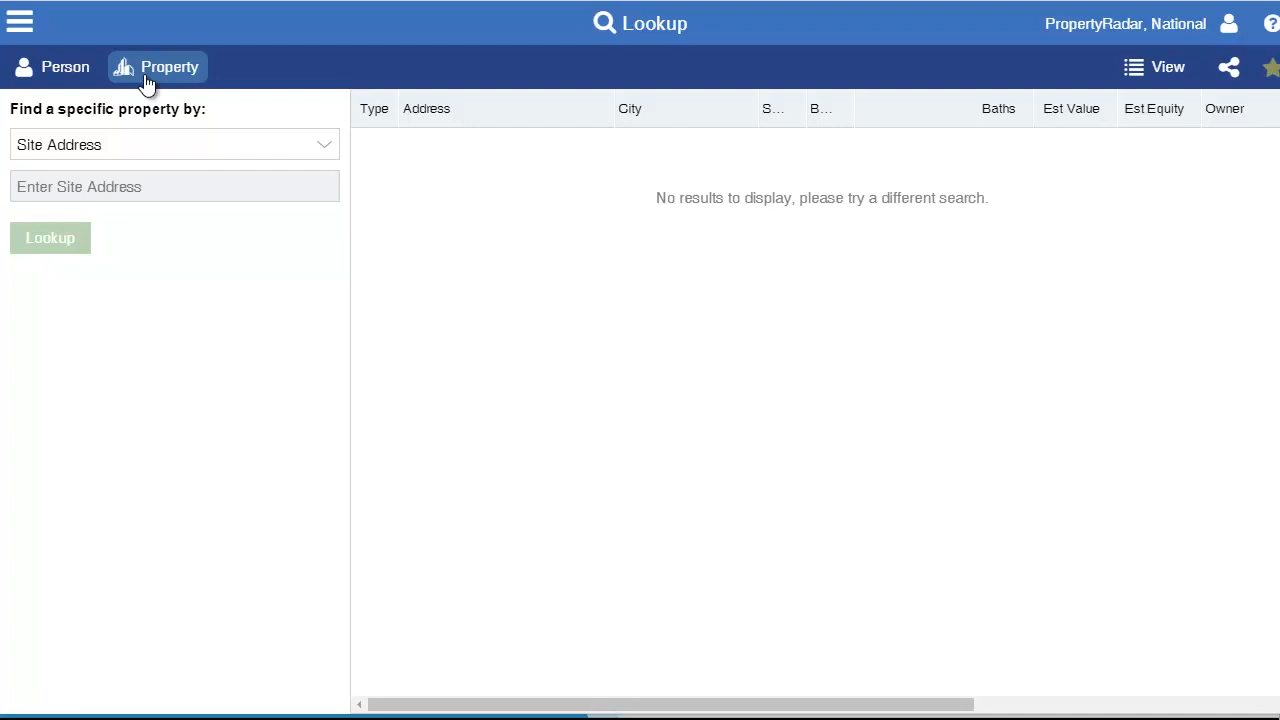 Lookup
PropertyRadar, National
Person
Property
View
Find a specific property by:
Site Address
Enter Site Address
Lookup
Type Address City S... B... Baths Est Value Est Equity Owner
No results to display, please try a different search.